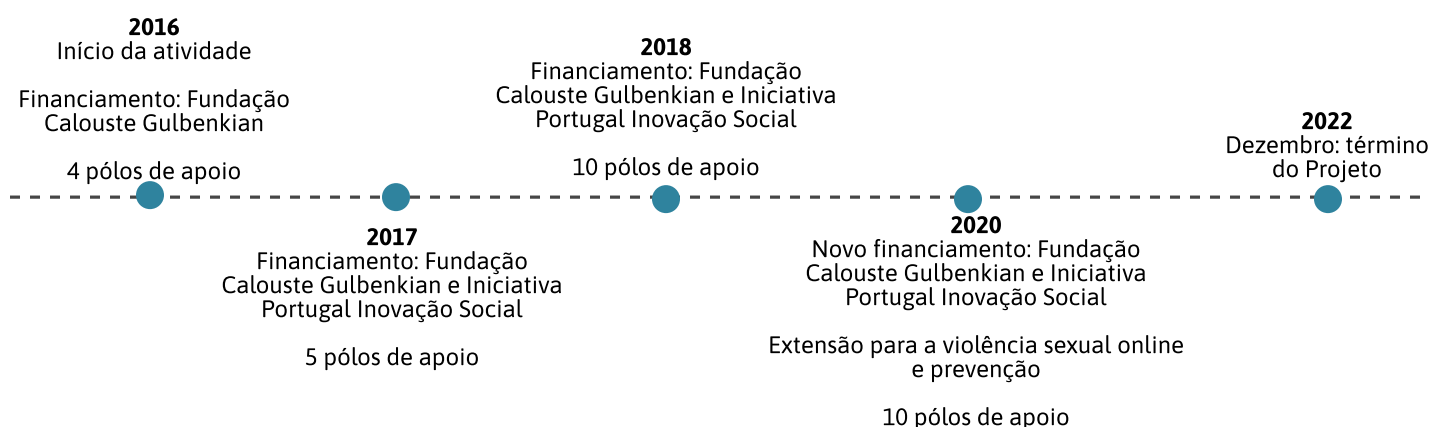 2016
Início da atividade
Financiamento: Fundação
Calouste Gulbenkian
4 pólos de apoio
2017
Financiamento: Fundação
Calouste Gulbenkian e Iniciativa
Portugal Inovação Social
5 pólos de apoio
2018
Financiamento: Fundação
Calouste Gulbenkian e Iniciativa
Portugal Inovação Social
10 pólos de apoio
2020
Novo financiamento: Fundação
Calouste Gulbenkian e Iniciativa
Portugal Inovação Social
Extensão para a violência sexual online
e prevenção
10 pólos de apoio
2022
Dezembro: término
do Projeto